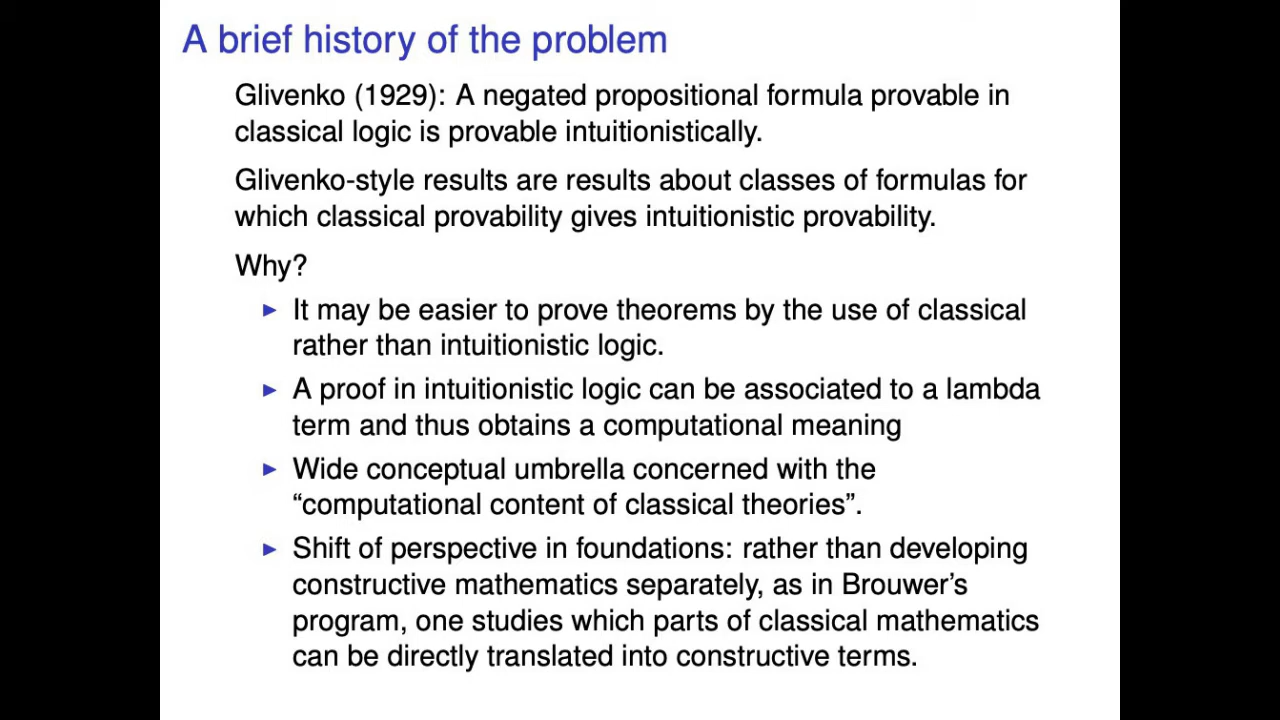 A brief history of the problem
Glivenko (1929): A negated propositional formula provable in
classical logic is provable intuitionistically.
Glivenko-style results are results about classes of formulas for
which classical provability gives intuitionistic provability.
Why?
► It may be easier to prove theorems by the use of classical
rather than intuitionistic logic.
► A proof in intuitionistic logic can be associated to a lambda
term and thus obtains a computational meaning
► Wide conceptual umbrella concerned with the
“computational content of classical theories”.
► Shift of perspective in foundations: rather than developing
constructive mathematics separately, as in Brouwer’s
program, one studies which parts of classical mathematics
can be directly translated into constructive terms.